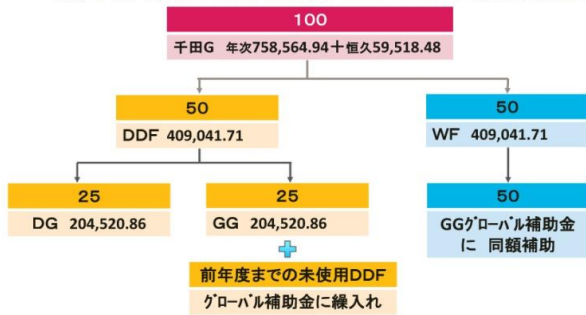 100
千田G 年次758,564.94＋恒久59,518.48
50
DDF 409,041.71
50
WF 409,041.71
25
DG 204,520.86
25
GG 204,520.86
50
GGグローバル補助金
に 同額補助
前年度までの未使用DDF
グローバル補助金に繰入れ